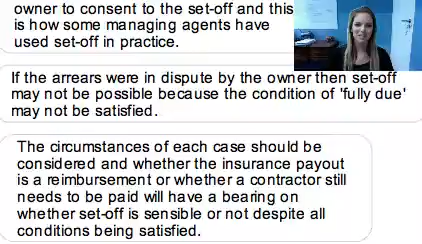 owner to consent to the set-off and this
is how some managing agents have
used set-off in practice.
If the arrears were in dispute by the owner then set-off
may not be possible because the condition of 'fully due'
may not be satisfied.
The circumstances of each case should be
considered and whether the insurance payout
is a reimbursement or whether a contractor still
needs to be paid will have a bearing on
whether set-off is sensible or not despite all
conditions being satisfied.